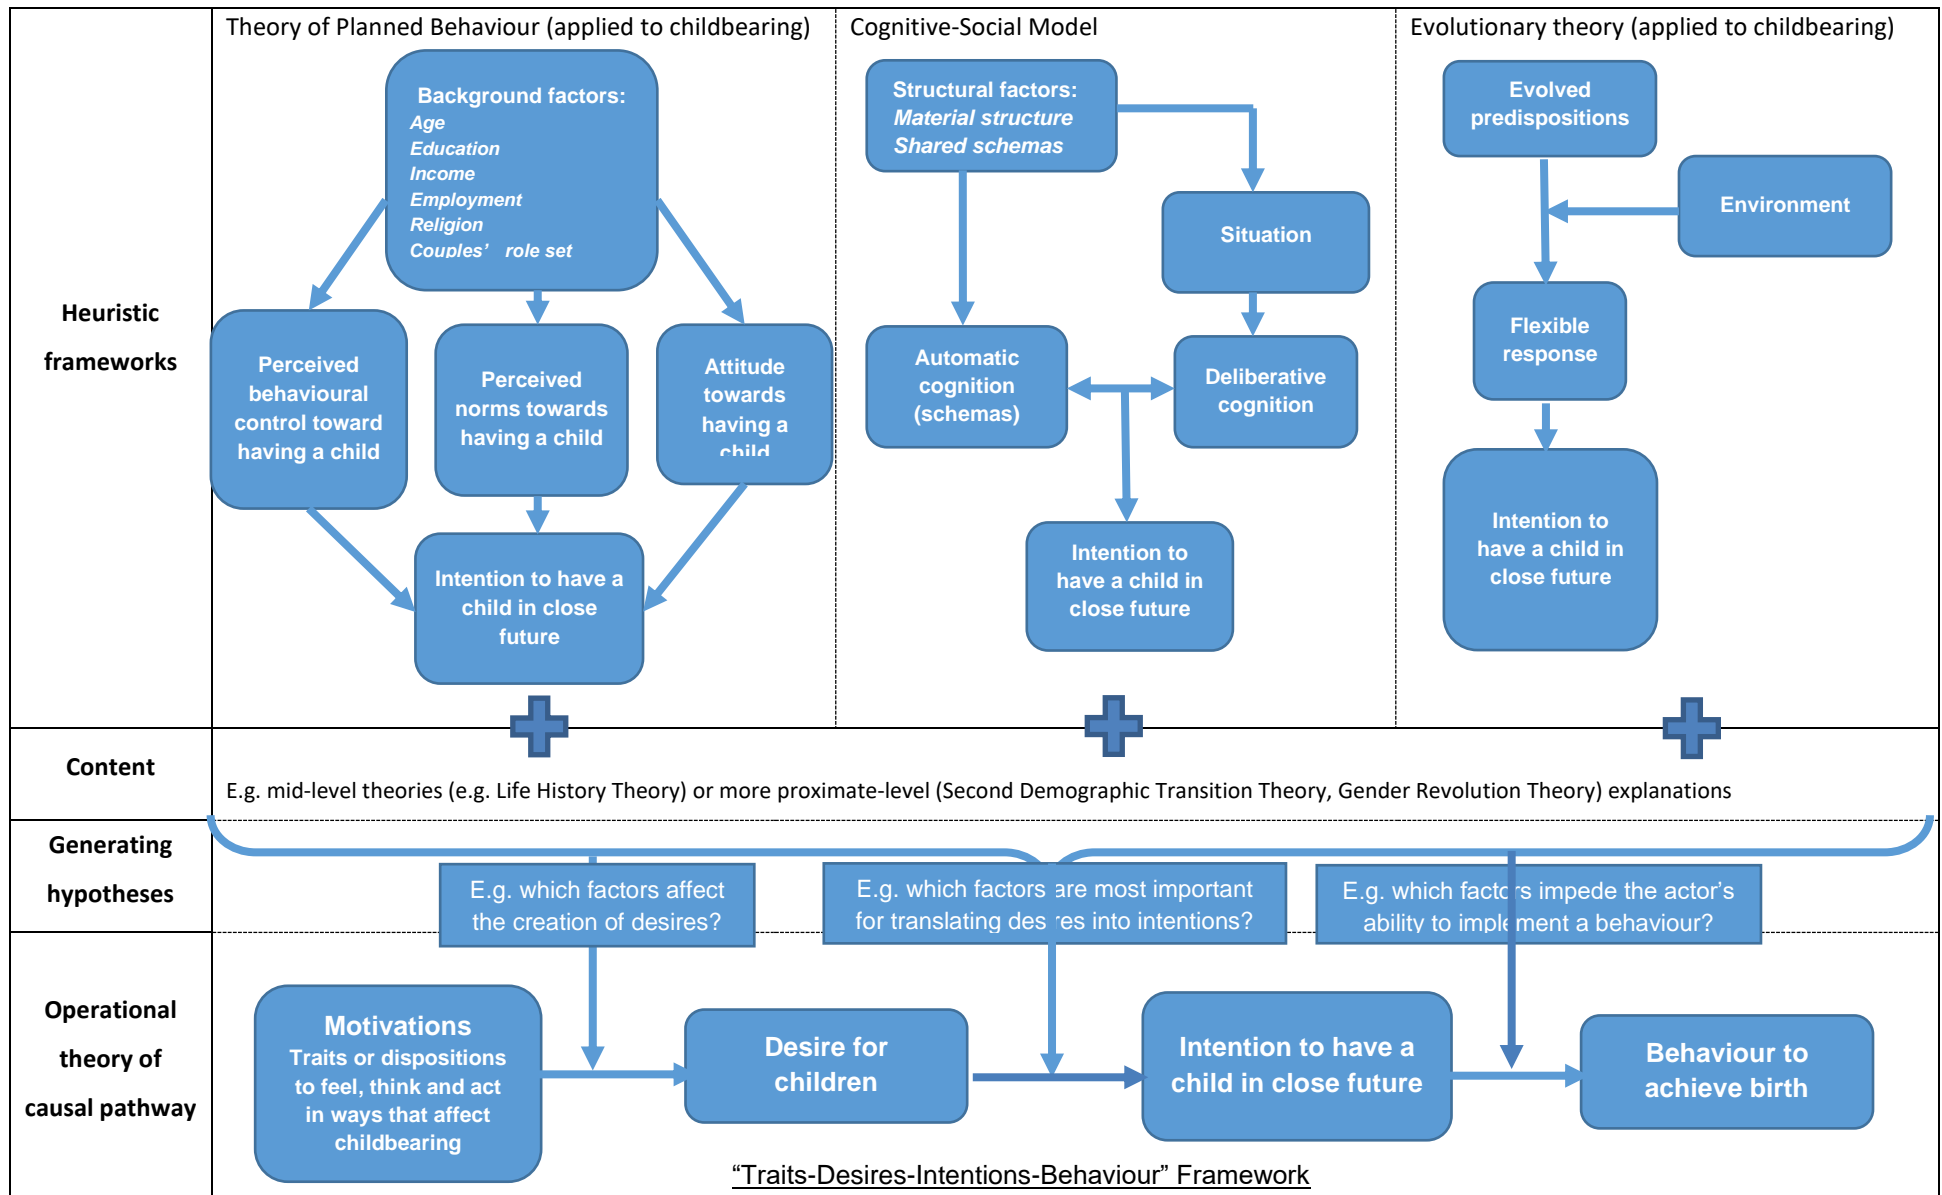 Theory of Planned Behaviour (applied to childbearing)
Background factors:
Age
Education
Income
Employment
Religion
Couples’ role set
Perceived
behavioural
control toward
having a child
Perceived
norms towards
having a child
Attitude
towards
having a
child
Intention to have a
child in close
future
Cognitive-Social Model
Structural factors:
Material structure
Shared schemas
Situation
Automatic
cognition
(schemas)
Deliberative
cognition
Intention to
have a child in
close future
Evolutionary theory (applied to childbearing)
Evolved
predispositions
Environment
Flexible
response
Intention to
have a child in
close future
Heuristic
frameworks
Content
E.g. mid-level theories (e.g. Life History Theory) or more proximate-level (Second Demographic Transition Theory, Gender Revolution Theory) explanations
Generating
hypotheses
E.g. which factors affect
the creation of desires?
E.g. which factors are most important
for translating desires into intentions?
E.g. which factors impede the actor’s
ability to implement a behaviour?
Operational
theory of
causal pathway
Motivations
Traits or dispositions
to feel, think and act
in ways that affect
childbearing
Desire for
children
Intention to have a
child in close future
Behaviour to
achieve birth
“Traits-Desires-Intentions-Behaviour” Framework